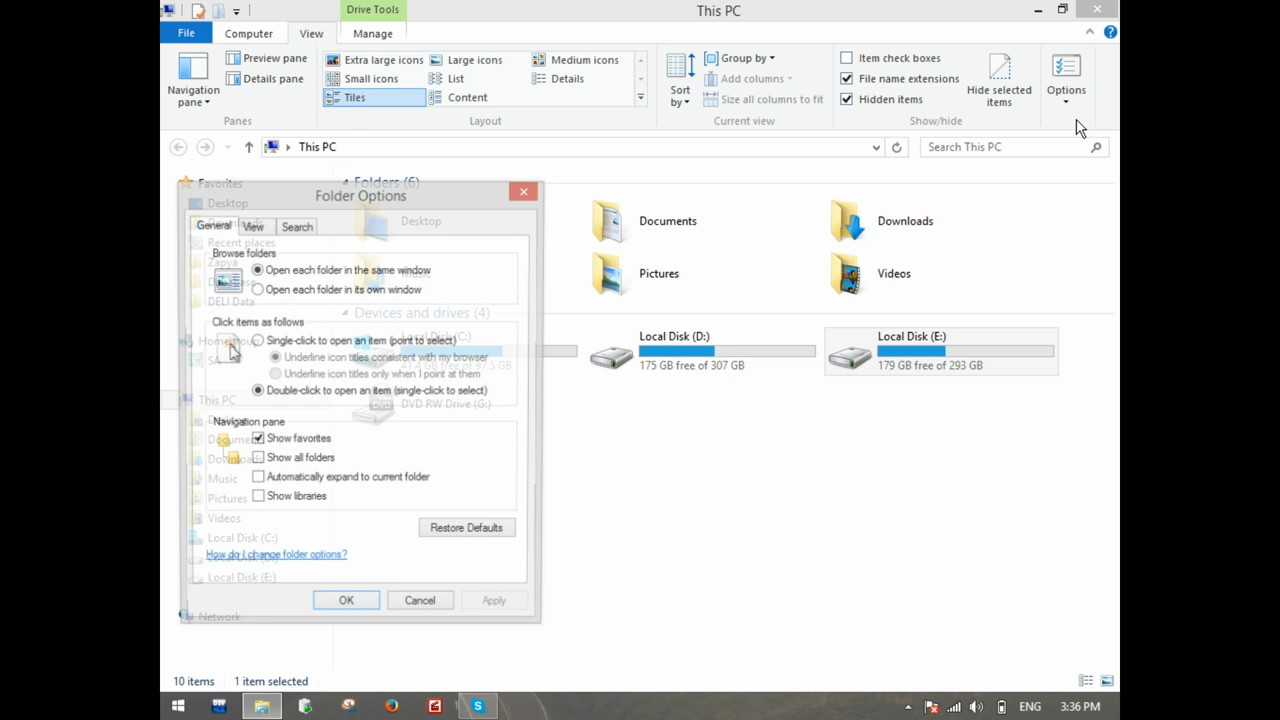 Drive Tools
This PC
File
Computer
View
Manage
Navigation pane
Preview pane
Details pane
Panes
Extra large icons
Large icons
Medium icons
Small icons
List
Details
Tiles
Content
Layout
Sort by
Group by
Add columns
Size all columns to fit
Current view
Item check boxes
File name extensions
Hidden items
Hide selected items
Show/hide
Options
This PC
Search This PC
Favorites
Desktop
Recent places
Zapya
DELI Data
This PC
Music
Pictures
Videos
Local Disk (C:)
Local Disk (E:)
Network
Folders (6)
Desktop
Documents
Downloads
Pictures
Videos
Devices and drives (4)
Local Disk (C:)
41.4 GB free of 97.5 GB
Local Disk (D:)
175 GB free of 307 GB
Local Disk (E:)
179 GB free of 293 GB
DVD RW Drive (G:)
Folder Options
General
View
Search
Browse folders
Open each folder in the same window
Open each folder in its own window
Click items as follows
Single-click to open an item (point to select)
Underline icon titles consistent with my browser
Underline icon titles only when I point at them
Double-click to open an item (single-click to select)
Navigation pane
Show favorites
Show all folders
Automatically expand to current folder
Show libraries
Restore Defaults
How do I change folder options?
OK
Cancel
Apply
10 items
1 item selected
ENG
3:36 PM